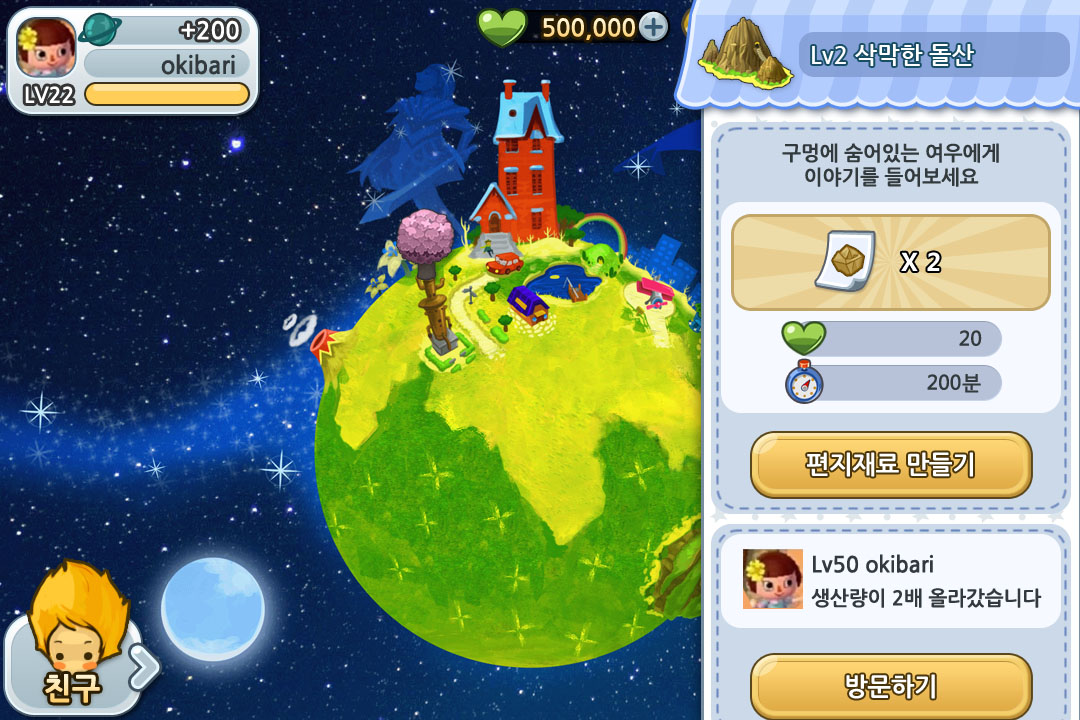 +200
okibari
LV22
500,000
Lv2 삭막한 돌산
구멍에 숨어있는 여우에게
이야기를 들어보세요
X 2
20
200분
편지재료 만들기
Lv50 okibari
생산량이 2배 올라갔습니다
방문하기
친구